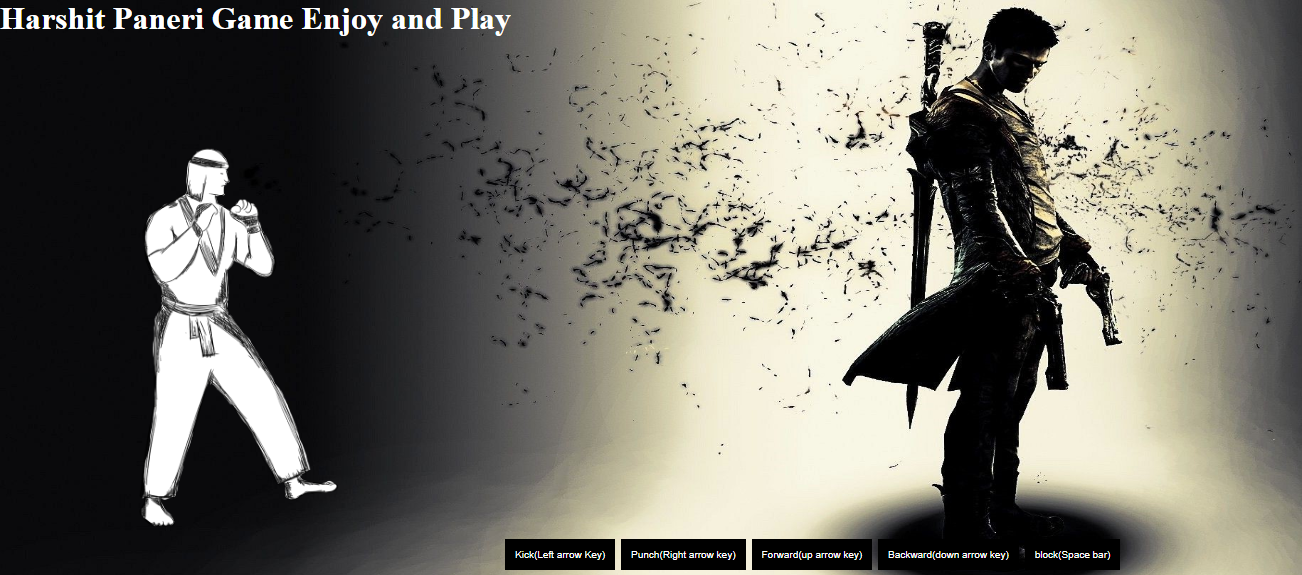 Harshit Paneri Game Enjoy and Play
Kick(Left arrow Key) Punch(Right arrow key) Forward(up arrow key) Backward(down arrow key) block(Space bar)